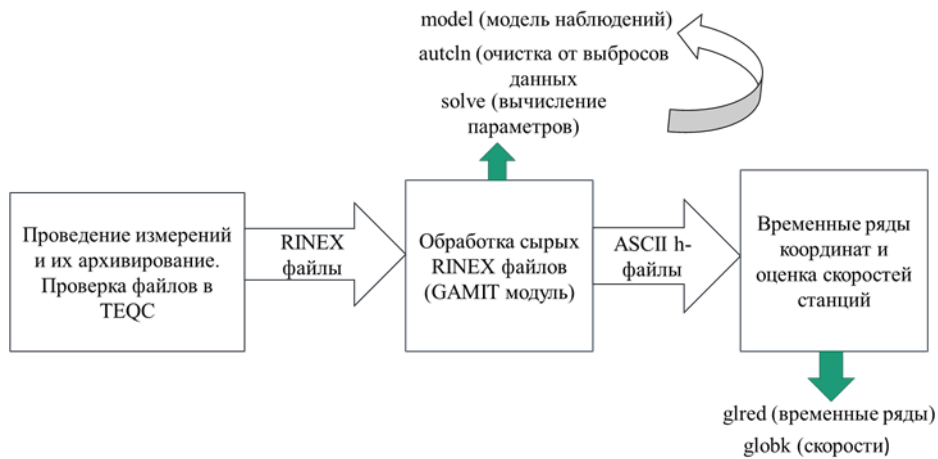 model (модель наблюдений)
autcln (очистка от выбросов
данных
solve (вычисление
параметров)
Проведение измерений
и их архивирование.
Проверка файлов в
TEQC
RINEX
файлы
Обработка сырых
RINEX файлов
(GAMIT модуль)
ASCII h-
файлы
Временные ряды
координат и
оценка скоростей
станций
glred (временные ряды)
globk (скорости)